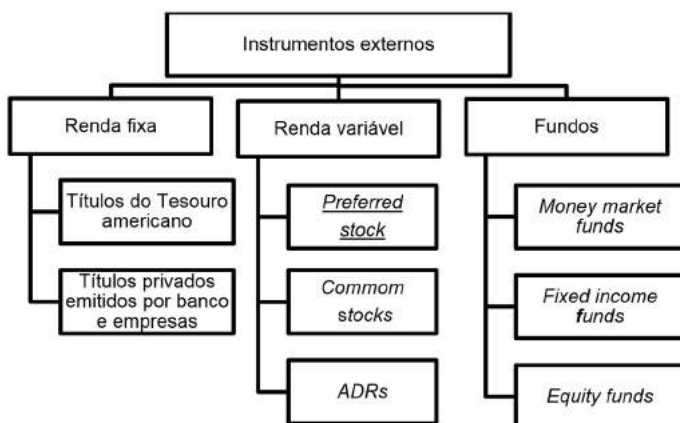 Instrumentos externos
Renda fixa
Títulos do Tesouro
americano
Títulos privados
emitidos por banco
e empresas
Renda variável
Preferred
stock
Commom
stocks
ADRs
Fundos
Money market
funds
Fixed income
funds
Equity funds